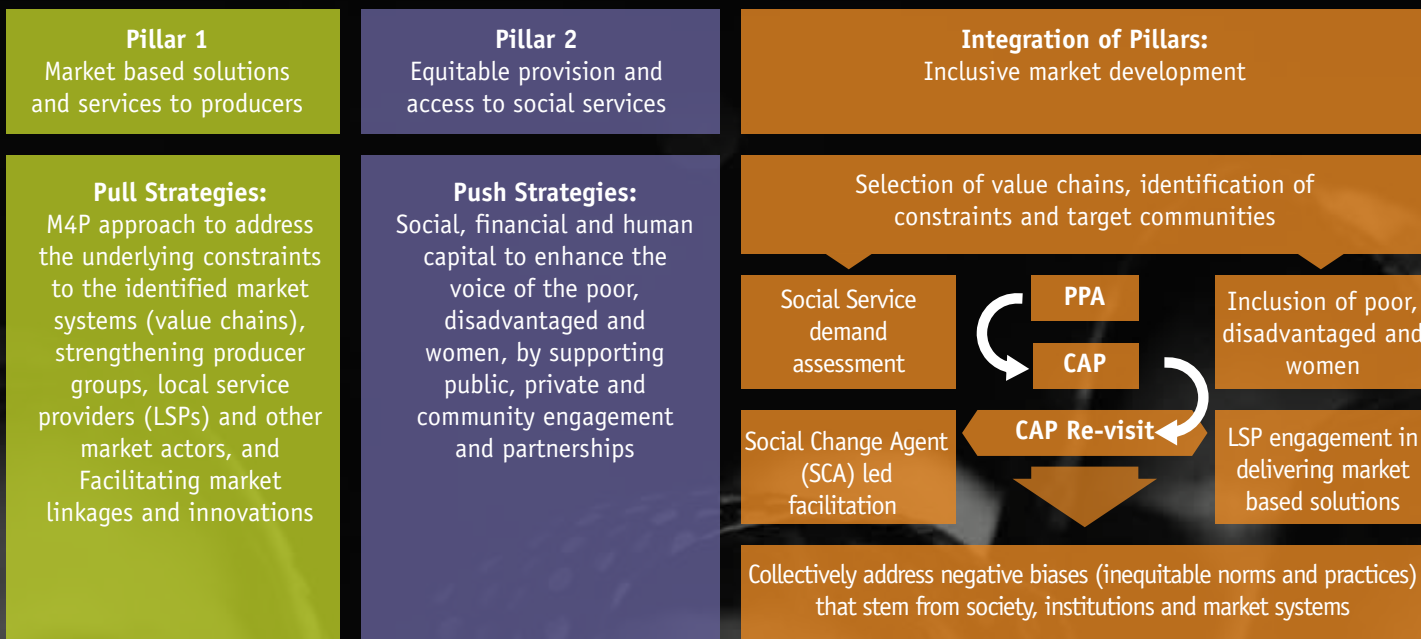 Pillar 1
Market based solutions
and services to producers
Pillar 2
Equitable provision and
access to social services
Integration of Pillars:
Inclusive market development
Pull Strategies:
M4P approach to address
the underlying constraints
to the identified market
systems (value chains),
strengthening producer
groups, local service
providers (LSPs) and other
market actors, and
Facilitating market
linkages and innovations
Push Strategies:
Social, financial and human
capital to enhance the
voice of the poor,
disadvantaged and
women, by supporting
public, private and
community engagement
and partnerships
Selection of value chains, identification of
constraints and target communities
Social Service
demand
assessment
PPA
CAP
Inclusion of poor,
disadvantaged and
women
Social Change Agent
(SCA) led
facilitation
CAP Re-visit
LSP engagement in
delivering market
based solutions
Collectively address negative biases (inequitable norms and practices)
that stem from society, institutions and market systems